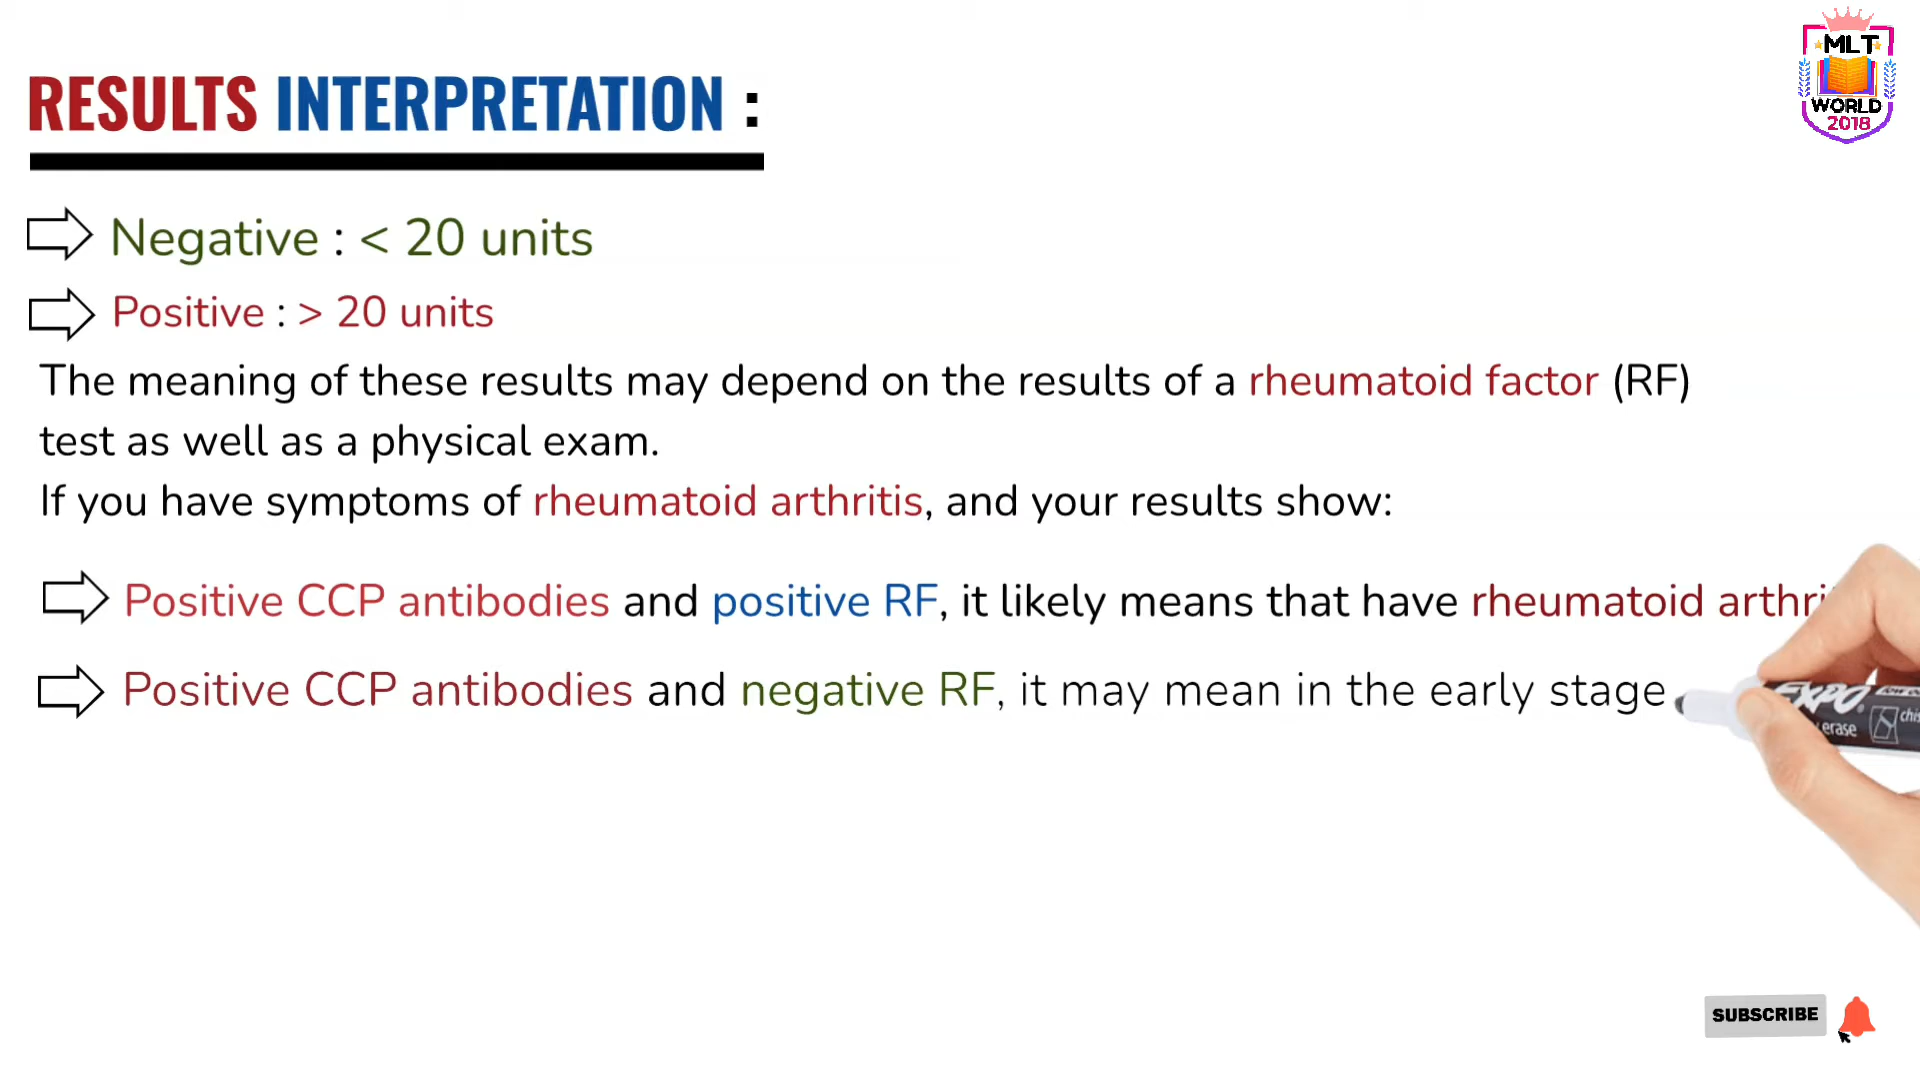 MLT
WORLD
2018
RESULTS INTERPRETATION :
Negative : < 20 units
Positive : > 20 units
The meaning of these results may depend on the results of a rheumatoid factor (RF)
test as well as a physical exam.
If you have symptoms of rheumatoid arthritis, and your results show:
Positive CCP antibodies and positive RF, it likely means that have rheumatoid arthri
Positive CCP antibodies and negative RF, it may mean in the early stage
EXPO
erase
SUBSCRIBE